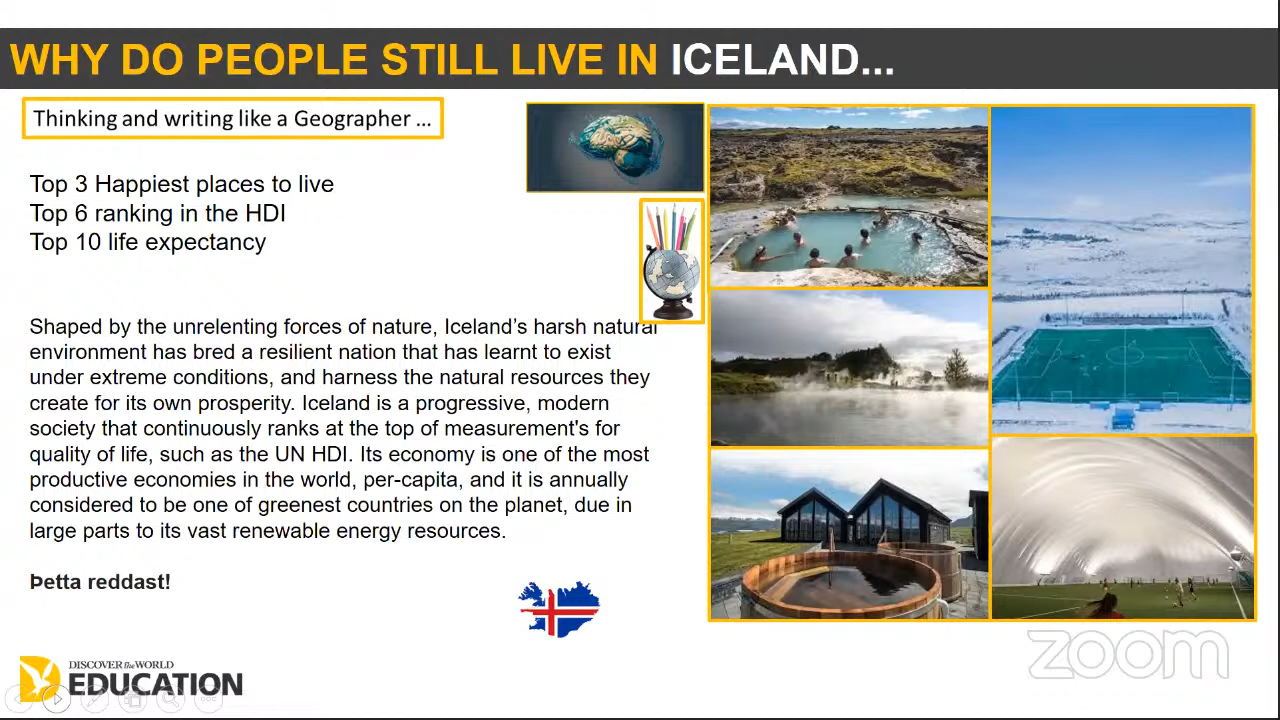 WHY DO PEOPLE STILL LIVE IN ICELAND...
Thinking and writing like a Geographer ...
Top 3 Happiest places to live
Top 6 ranking in the HDI
Top 10 life expectancy
Shaped by the unrelenting forces of nature, Iceland's harsh natural
environment has bred a resilient nation that has learnt to exist
under extreme conditions, and harness the natural resources they
create for its own prosperity. Iceland is a progressive, modern
society that continuously ranks at the top of measurement's for
quality of life, such as the UN HDI. Its economy is one of the most
productive economies in the world, per-capita, and it is annually
considered to be one of greenest countries on the planet, due in
large parts to its vast renewable energy resources.
Þetta reddast!
DISCOVER the WORLD
EDUCATION
zoom